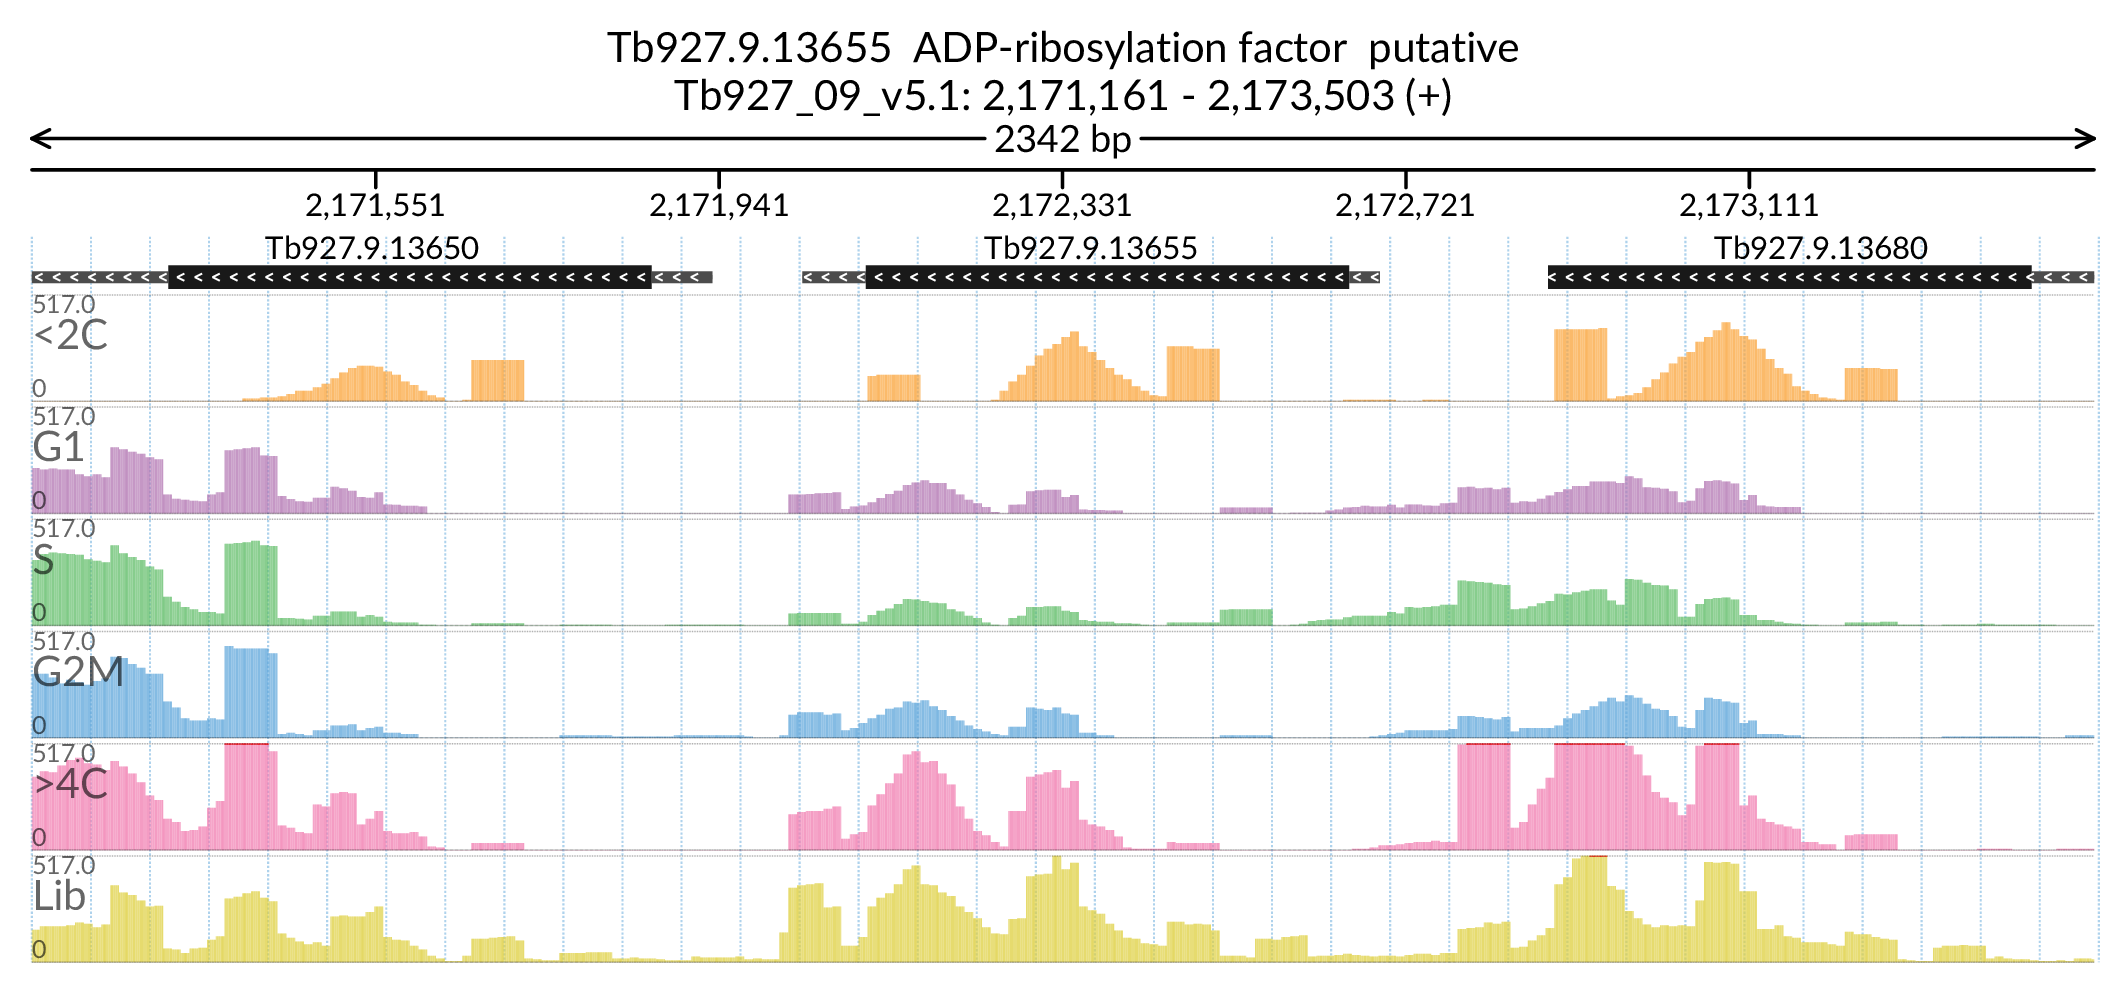 Tb927.9.13655  ADP-ribosylation factor  putative
Tb927_09_v5.1: 2,171,161 - 2,173,503 (+)
2342 bp
2,171,551 2,171,941 2,172,331 2,172,721 2,173,111
Tb927.9.13650 Tb927.9.13655 Tb927.9.13680
517.0
<2C
0
517.0
G1
0
517.0
S
0
517.0
G2M
0
517.0
>4C
0
517.0
Lib
0